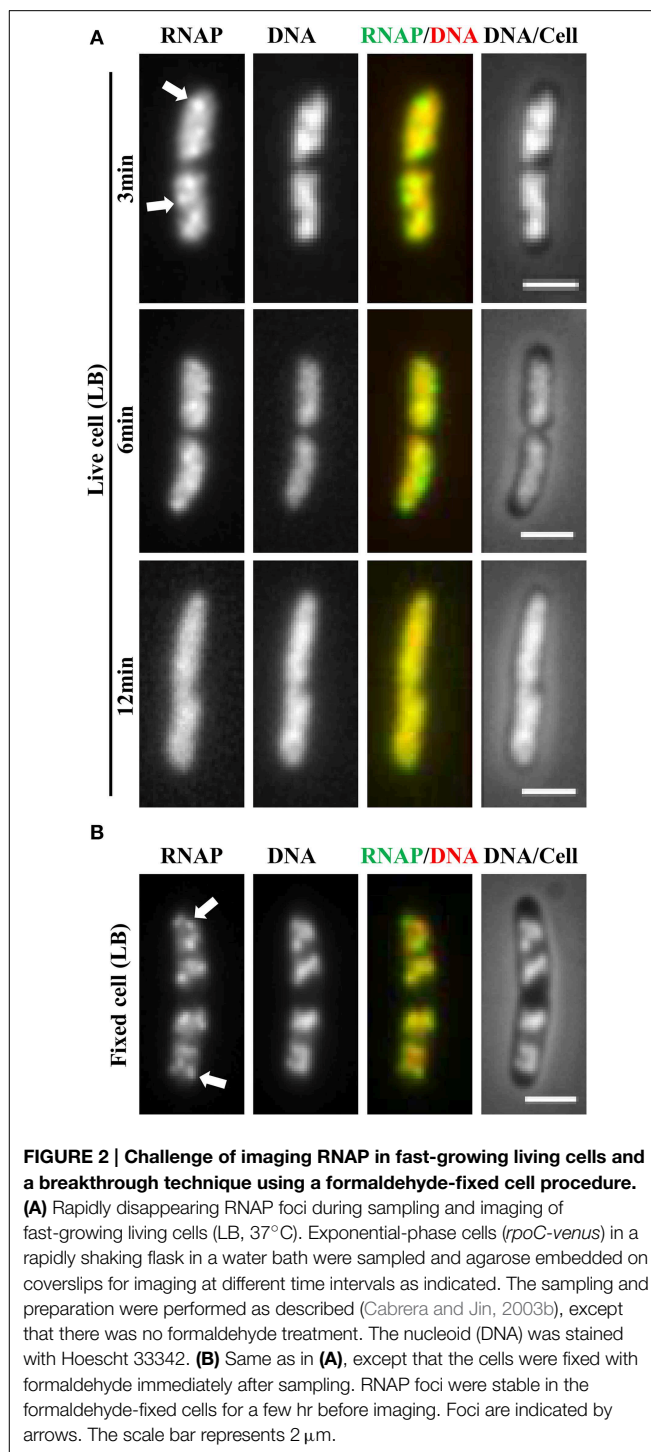 A
RNAP DNA RNAP/DNA DNA/Cell
Live cell (LB)
3min
6min
12min
B
RNAP DNA RNAP/DNA DNA/Cell
Fixed cell (LB)
FIGURE 2 | Challenge of imaging RNAP in fast-growing living cells and
a breakthrough technique using a formaldehyde-fixed cell procedure.
(A) Rapidly disappearing RNAP foci during sampling and imaging of
fast-growing living cells (LB, 37°C). Exponential-phase cells (rpoC-venus) in a
rapidly shaking flask in a water bath were sampled and agarose embedded on
coverslips for imaging at different time intervals as indicated. The sampling and
preparation were performed as described (Cabrera and Jin, 2003b), except
that there was no formaldehyde treatment. The nucleoid (DNA) was stained
with Hoescht 33342. (B) Same as in (A), except that the cells were fixed with
formaldehyde immediately after sampling. RNAP foci were stable in the
formaldehyde-fixed cells for a few hr before imaging. Foci are indicated by
arrows. The scale bar represents 2 μm.